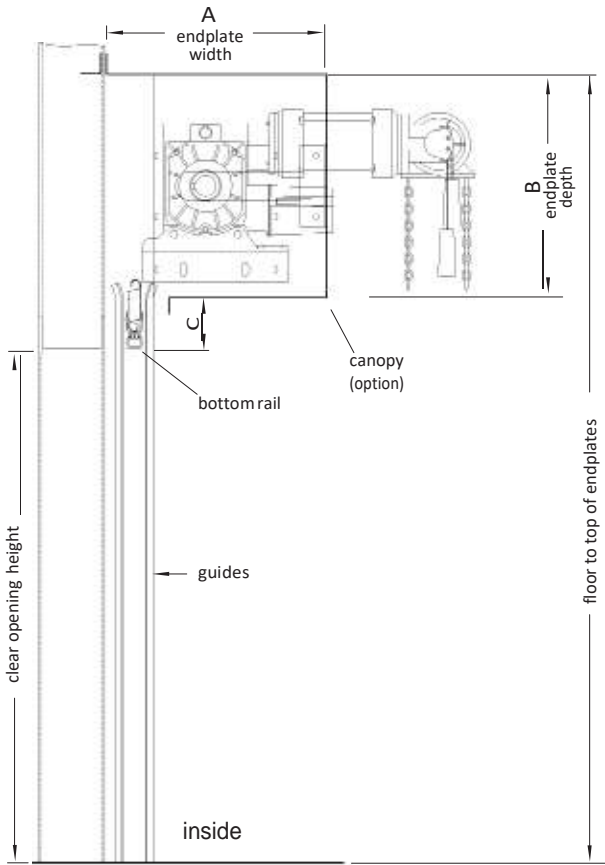 A
endplate
width
B
endplate
depth
C
canopy
(option)
bottom rail
clear opening height
floor to top of endplates
guides
inside